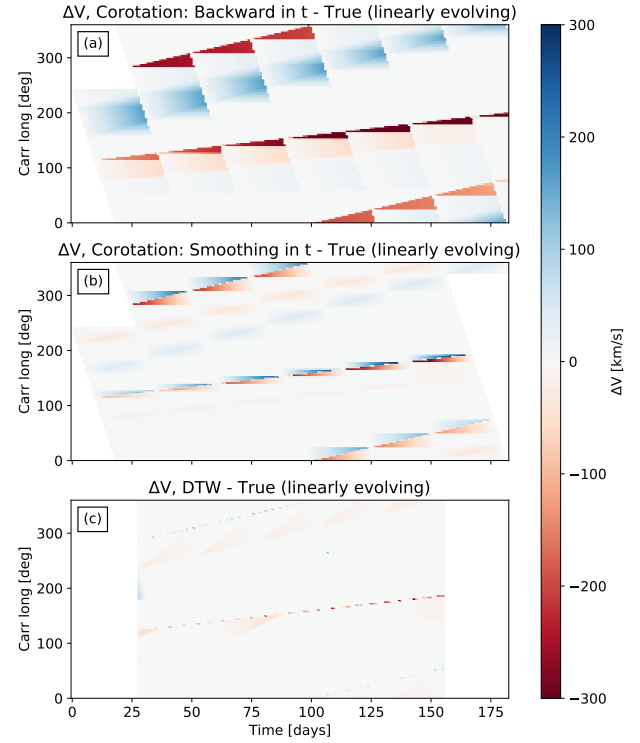 ΔV, Corotation: Backward in t - True (linearly evolving)
(a)
300
200
100
0
Carr long [deg]
ΔV, Corotation: Smoothing in t - True (linearly evolving)
(b)
300
200
100
0
Carr long [deg]
ΔV, DTW - True (linearly evolving)
(c)
300
200
100
0
Carr long [deg]
0 25 50 75 100 125 150 175
Time [days]
300
200
100
0
−100
−200
−300
ΔV [km/s]